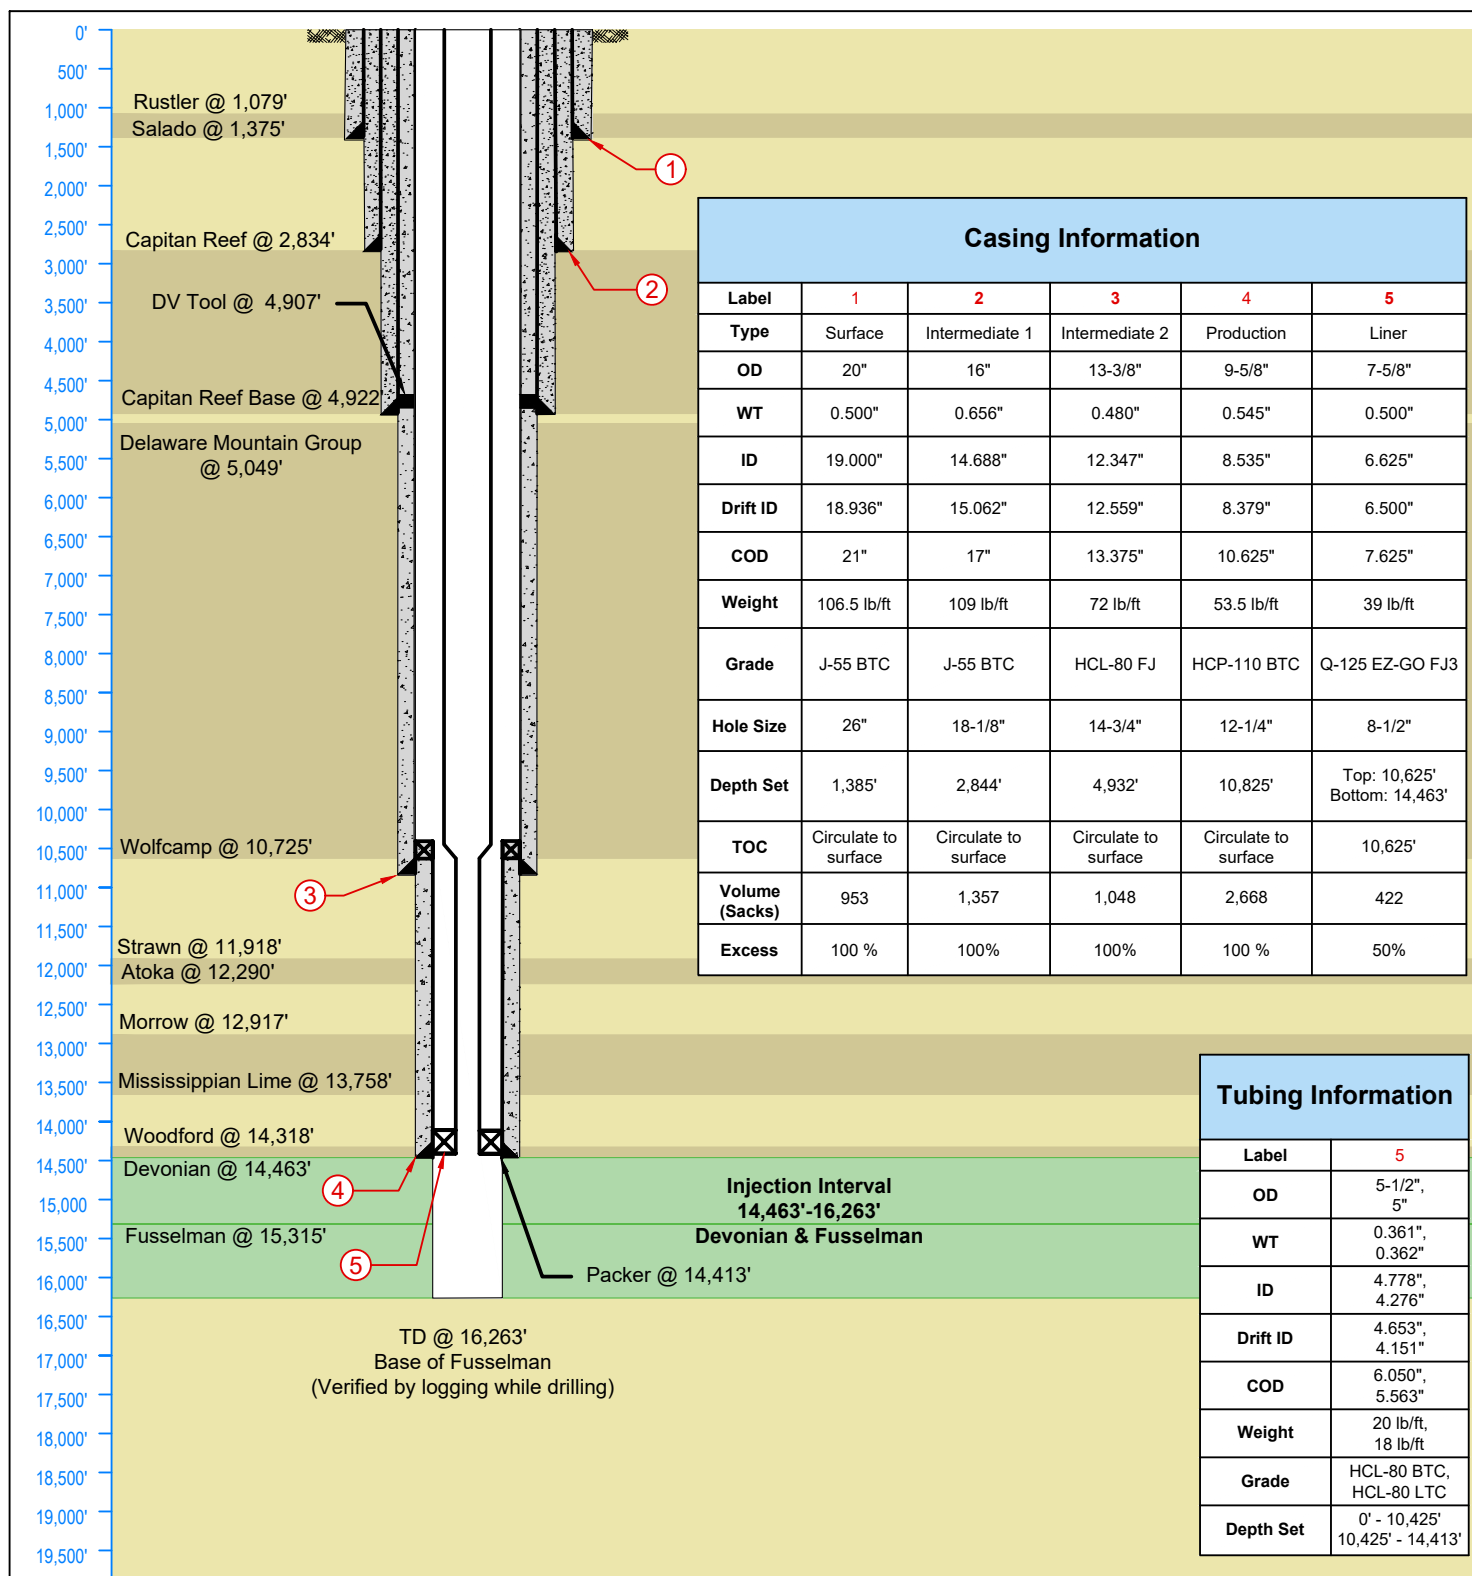 0'
500'
1,000'
1,500'
2,000'
2,500'
3,000'
3,500'
4,000'
4,500'
5,000'
5,500'
6,000'
6,500'
7,000'
7,500'
8,000'
8,500'
9,000'
9,500'
10,000'
10,500'
11,000'
11,500'
12,000'
12,500'
13,000'
13,500'
14,000'
14,500'
15,000
15,500'
16,000'
16,500'
17,000'
17,500'
18,000'
18,500'
19,000'
19,500'
Rustler @ 1,079'
Salado @ 1,375'
Capitan Reef @ 2,834'
DV Tool @ 4,907'
Capitan Reef Base @ 4,922'
Delaware Mountain Group
@ 5,049'
Wolfcamp @ 10,725'
Strawn @ 11,918'
Atoka @ 12,290'
Morrow @ 12,917'
Mississippian Lime @ 13,758'
Woodford @ 14,318'
Devonian @ 14,463'
Fusselman @ 15,315'
1
2
3
4
5
Injection Interval
14,463'-16,263'
Devonian & Fusselman
Packer @ 14,413'
TD @ 16,263'
Base of Fusselman
(Verified by logging while drilling)
Casing Information
Label 1 2 3 4 5
Type Surface Intermediate 1 Intermediate 2 Production Liner
OD 20" 16" 13-3/8" 9-5/8" 7-5/8"
WT 0.500" 0.656" 0.480" 0.545" 0.500"
ID 19.000" 14.688" 12.347" 8.535" 6.625"
Drift ID 18.936" 15.062" 12.559" 8.379" 6.500"
COD 21" 17" 13.375" 10.625" 7.625"
Weight 106.5 lb/ft 109 lb/ft 72 lb/ft 53.5 lb/ft 39 lb/ft
Grade J-55 BTC J-55 BTC HCL-80 FJ HCP-110 BTC Q-125 EZ-GO FJ3
Hole Size 26" 18-1/8" 14-3/4" 12-1/4" 8-1/2"
Depth Set 1,385' 2,844' 4,932' 10,825' Top: 10,625'
Bottom: 14,463'
TOC Circulate to Circulate to Circulate to Circulate to 10,625'
surface surface surface surface
Volume 953 1,357 1,048 2,668 422
(Sacks)
Excess 100 % 100% 100% 100 % 50%
Tubing Information
Label 5
OD 5-1/2",
5"
WT 0.361",
0.362"
ID 4.778",
4.276"
Drift ID 4.653",
4.151"
COD 6.050",
5.563"
Weight 20 lb/ft,
18 lb/ft
Grade HCL-80 BTC,
HCL-80 LTC
Depth Set 0' - 10,425'
10,425' - 14,413'